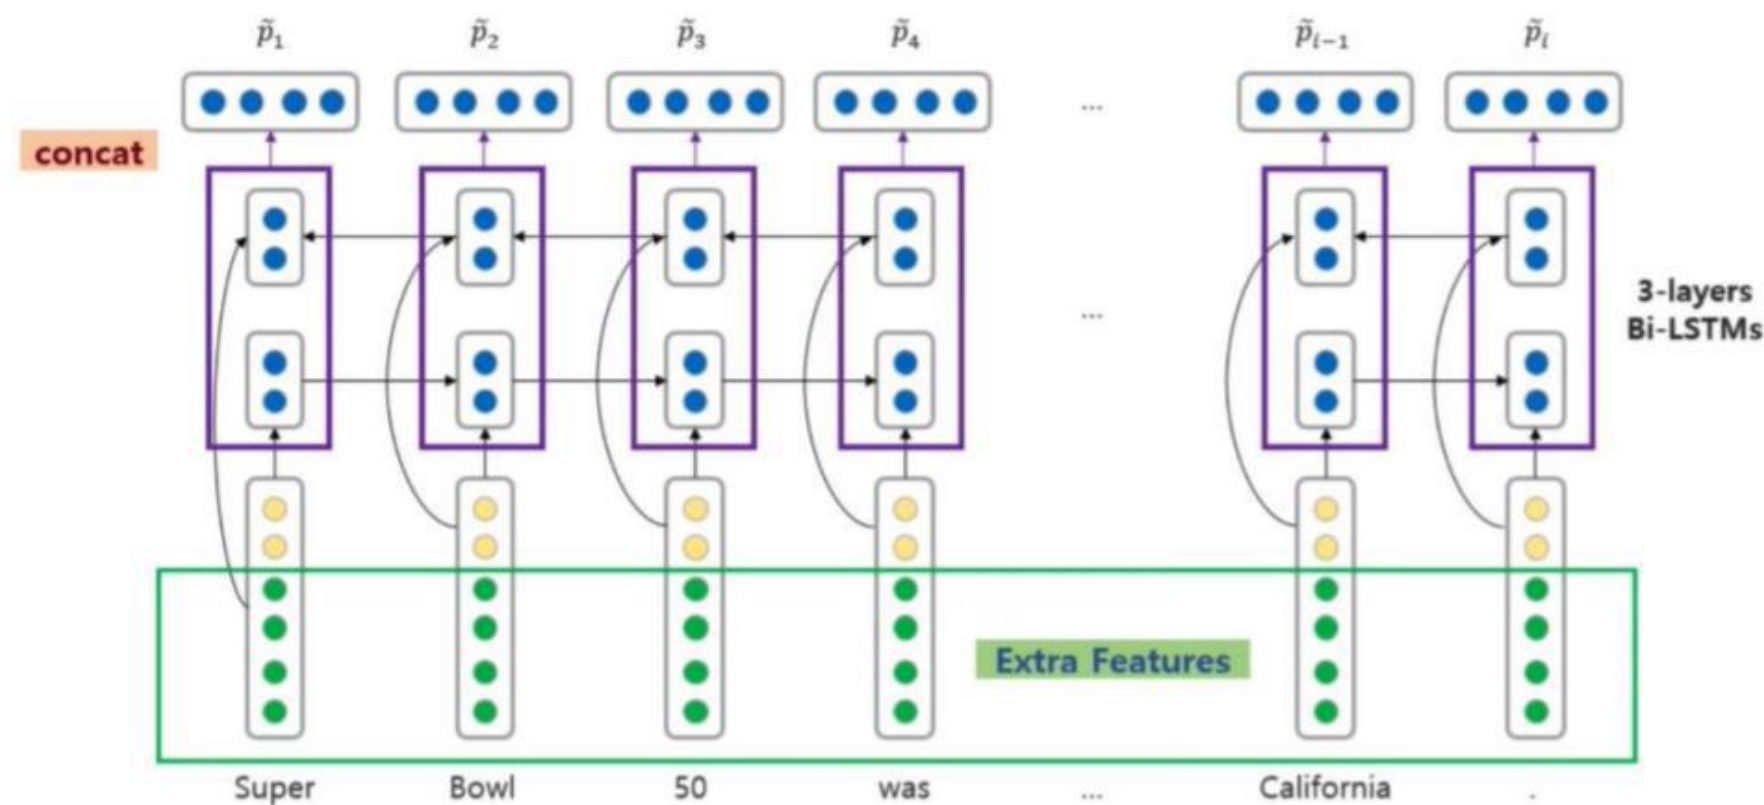 p̃₁ p̃₂ p̃₃ p̃₄ p̃ᵢ₋₁ p̃ᵢ
...
concat
...
3-layers
Bi-LSTMs
Extra Features
Super Bowl 50 was ... California .